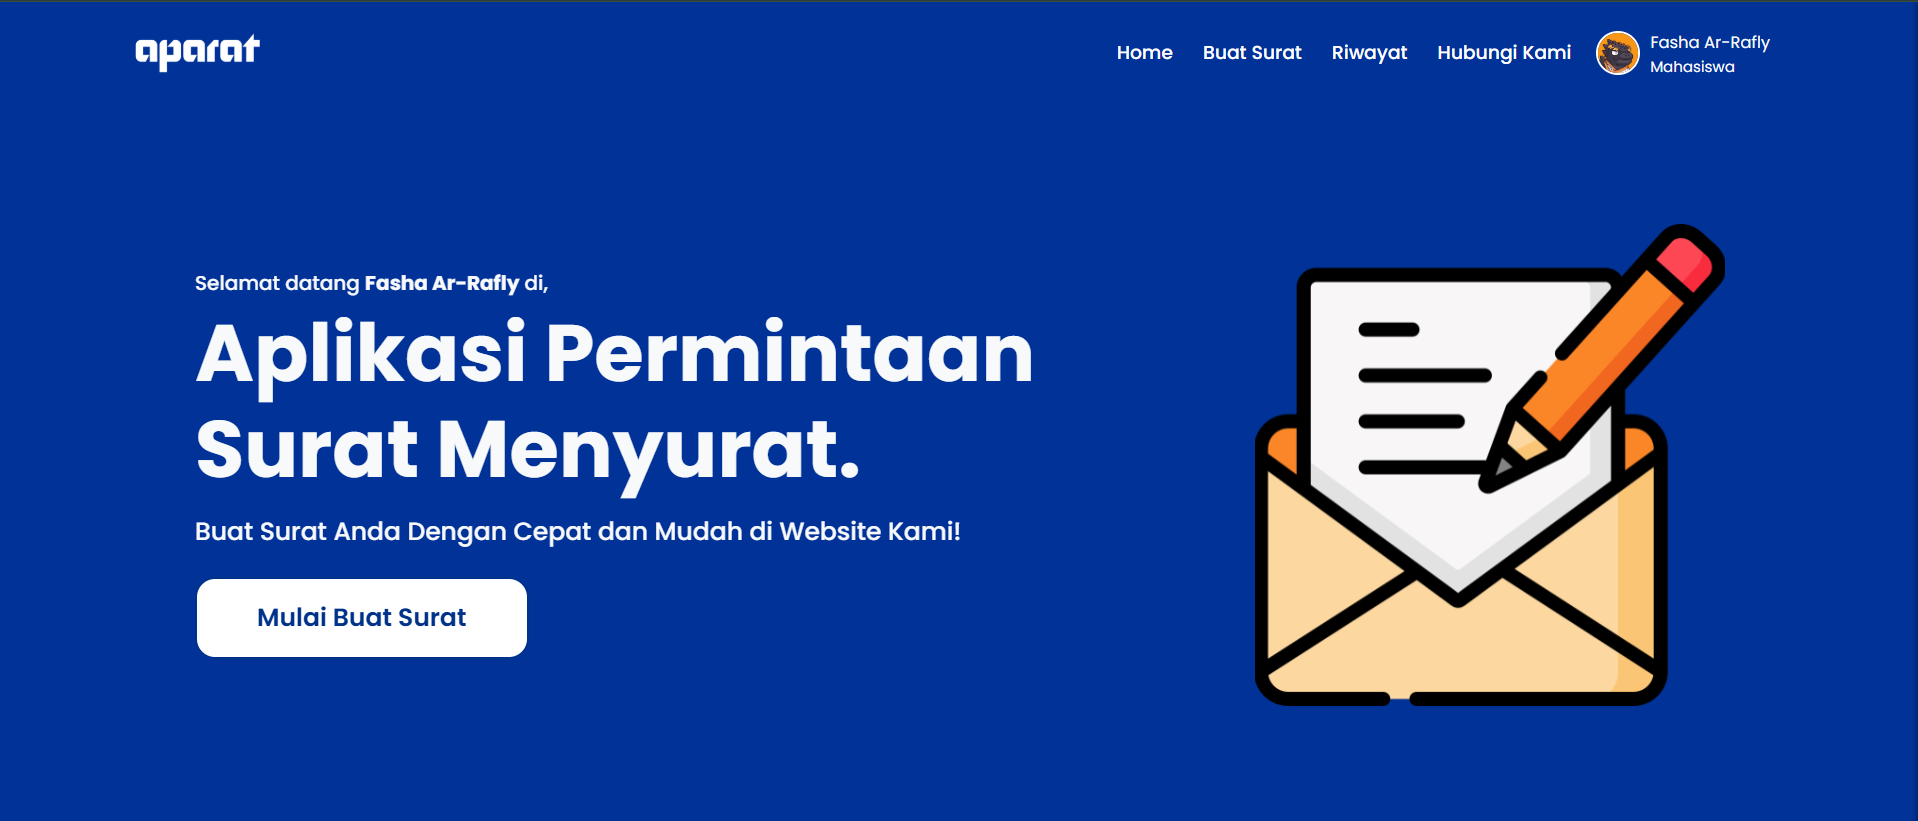 aparat
Home Buat Surat Riwayat Hubungi Kami
Fasha Ar-Rafly
Mahasiswa
Selamat datang Fasha Ar-Rafly di,
Aplikasi Permintaan
Surat Menyurat.
Buat Surat Anda Dengan Cepat dan Mudah di Website Kami!
Mulai Buat Surat